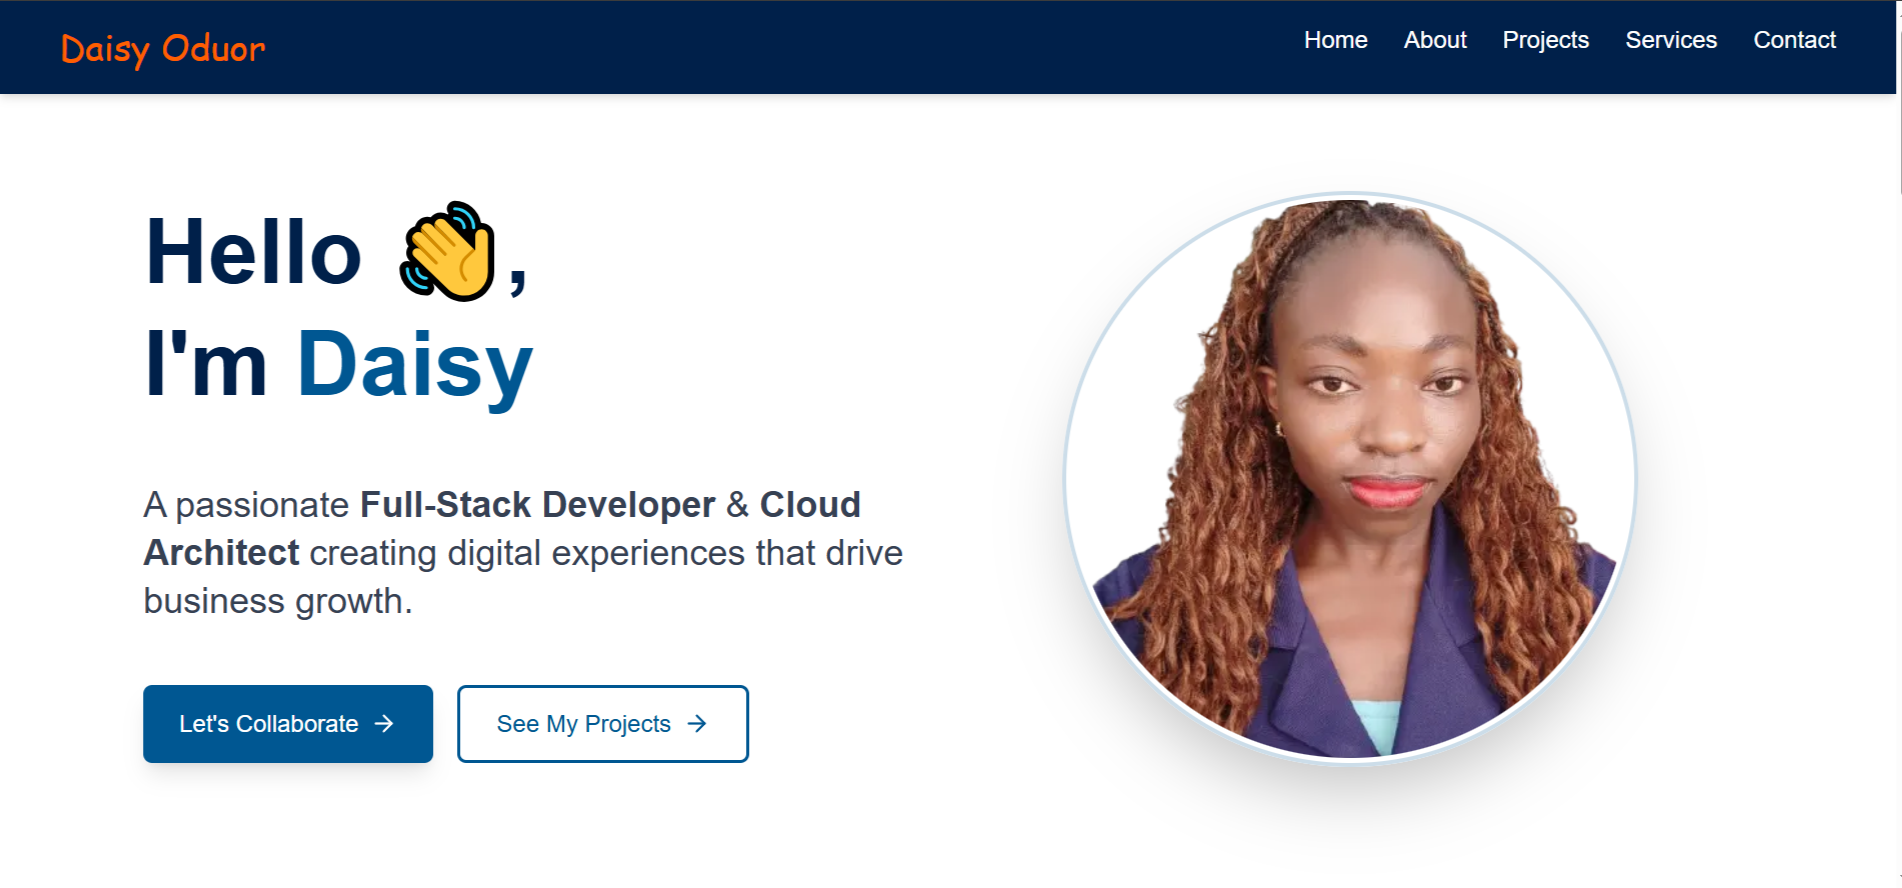 Daisy Oduor
Home About Projects Services Contact
Hello 👋,
I'm Daisy
A passionate Full-Stack Developer & Cloud
Architect creating digital experiences that drive
business growth.
Let's Collaborate →
See My Projects →